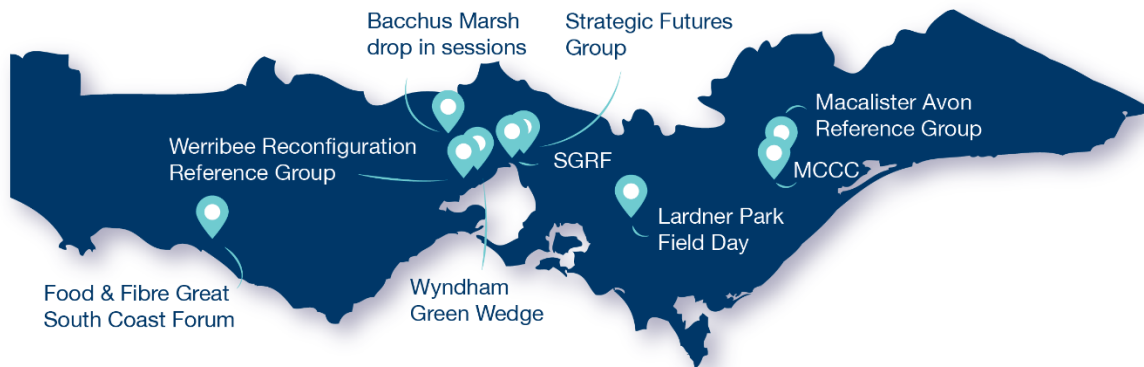 Bacchus Marsh
drop in sessions
Strategic Futures
Group
Macalister Avon
Reference Group
Werribee Reconfiguration
Reference Group
SGRF
MCCC
Lardner Park
Field Day
Food & Fibre Great
South Coast Forum
Wyndham
Green Wedge